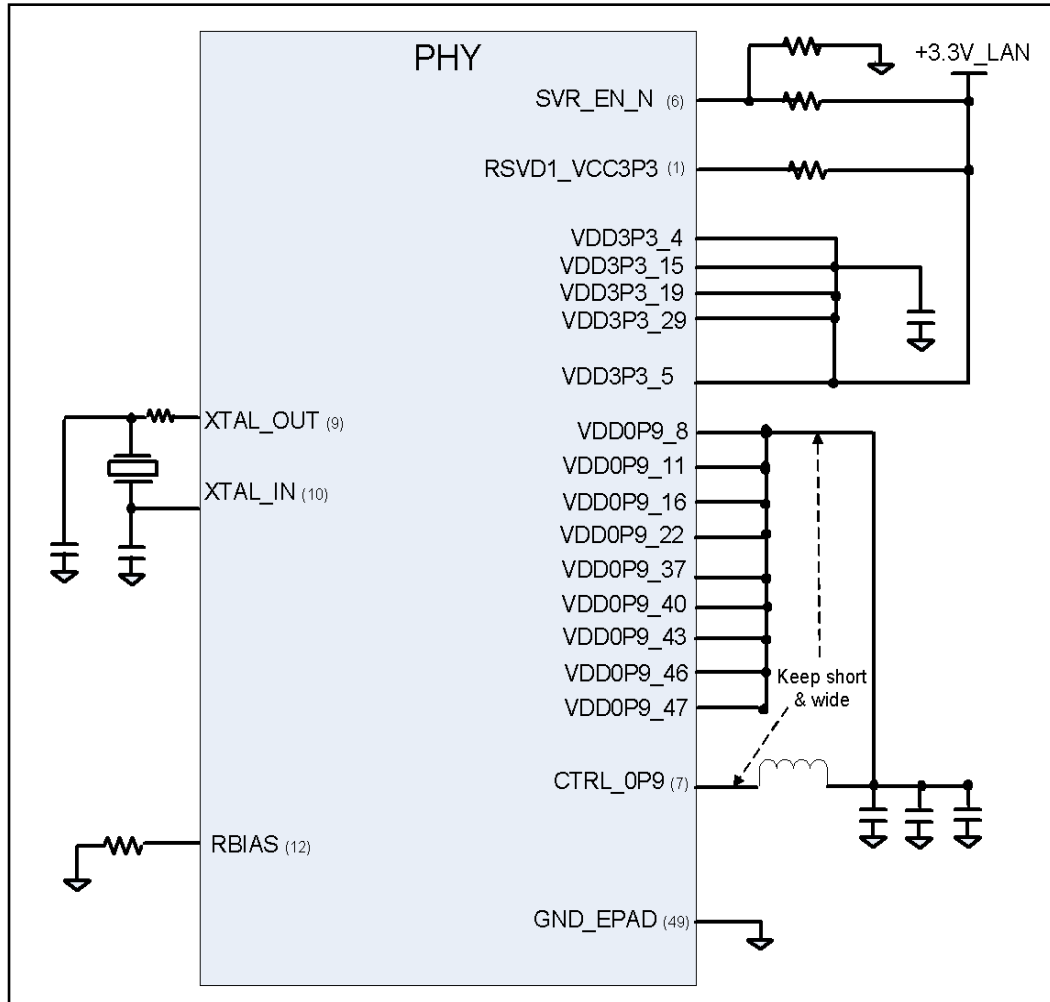 PHY
+3.3V_LAN
SVR_EN_N (6)
RSVD1_VCC3P3 (1)
VDD3P3_4
VDD3P3_15
VDD3P3_19
VDD3P3_29
VDD3P3_5
XTAL_OUT (9)
XTAL_IN (10)
VDD0P9_8
VDD0P9_11
VDD0P9_16
VDD0P9_22
VDD0P9_37
VDD0P9_40
VDD0P9_43
VDD0P9_46
VDD0P9_47
Keep short
& wide
CTRL_0P9 (7)
RBIAS (12)
GND_EPAD (49)